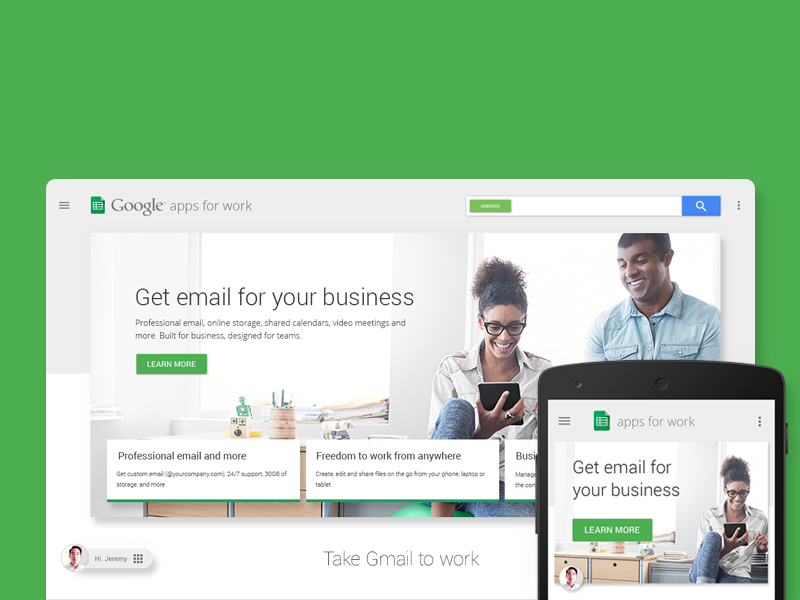 Google apps for work
ANDROID
Get email for your business
Professional email, online storage, shared calendars, video meetings and
more. Built for business, designed for teams.
LEARN MORE
Professional email and more
Get custom email (@yourcompany.com), 24/7 support, 30GB of
storage, and more
Freedom to work from anywhere
Create, edit and share files on the go from your phone, laptop or
tablet
Busi
Manage
the con
Hi, Jeremy
Take Gmail to work
apps for work
Get email for
your business
LEARN MORE